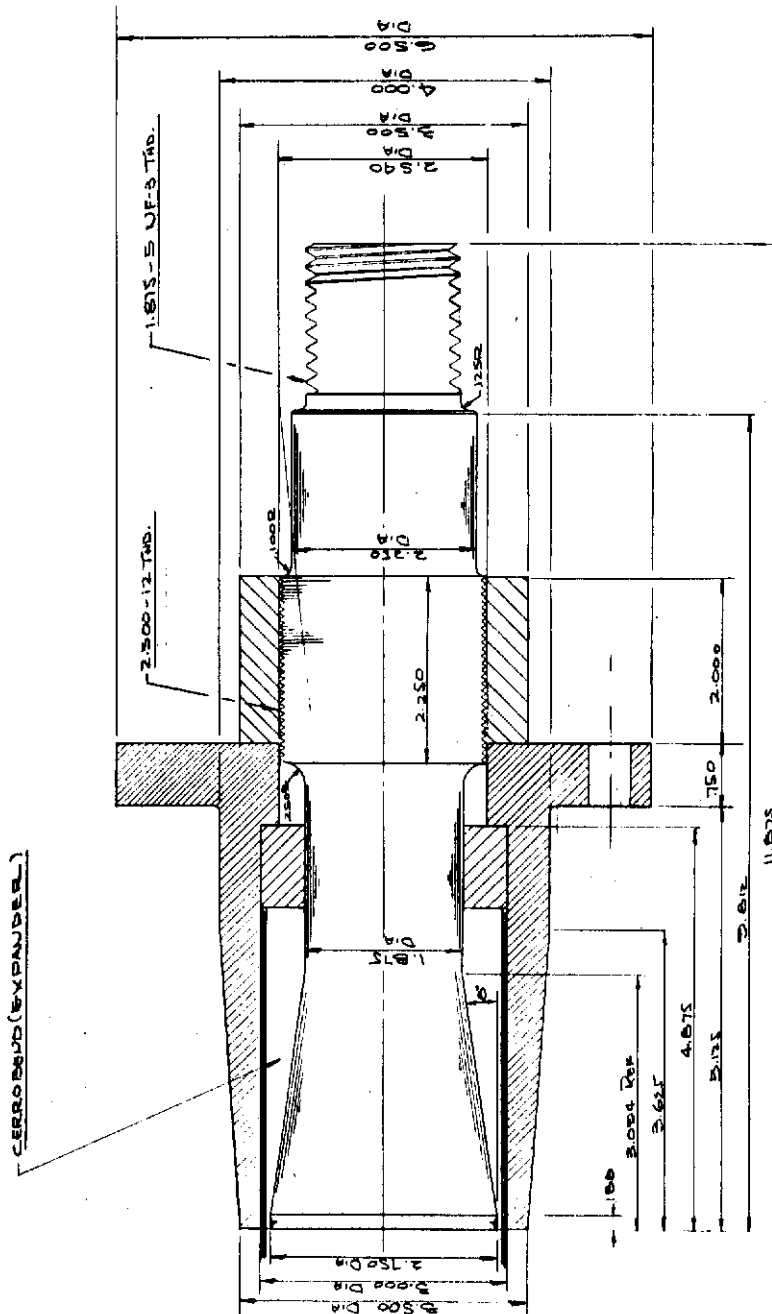 6.500
DIA
4.000
DIA
3.500
DIA
2.540
DIA
1.875-5 UF-3 THD.
2.500-12 THD.
.125R
.100R
2.250
DIA
2.250
2.000
.750
.250R
CERROBEND (EXPANDER)
1.875
DIA
8°
11.875
9.812
5.125
4.875
3.625
3.004 REF
.188
2.750 DIA
3.000 DIA
3.500 DIA